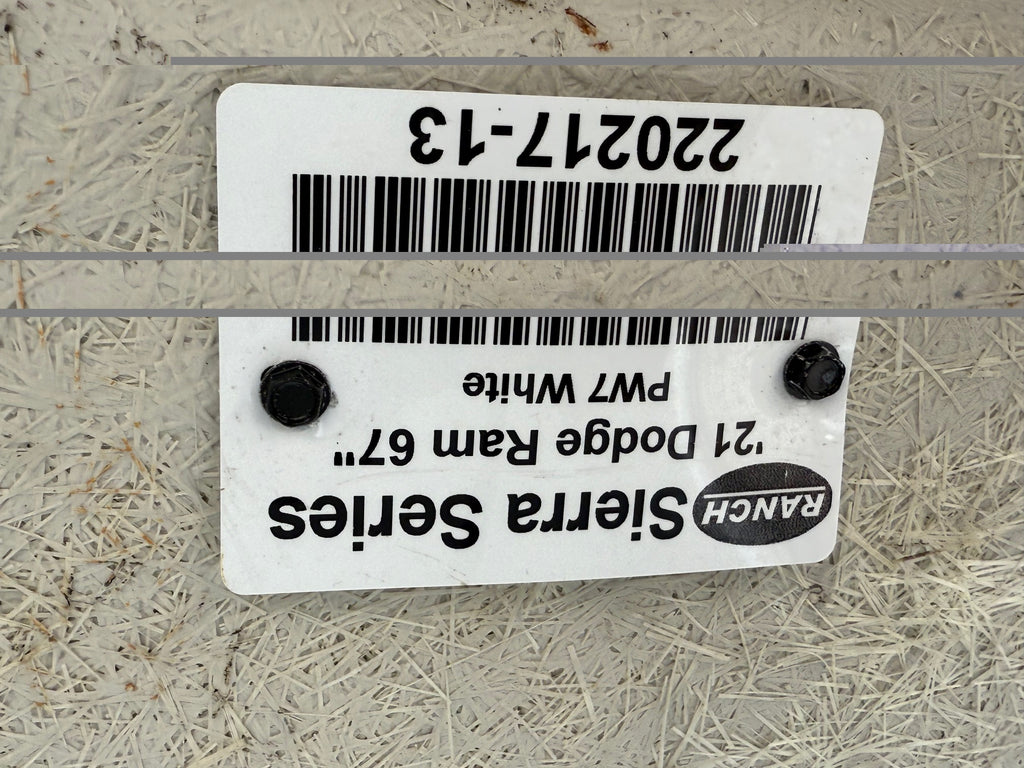 RANCH Sierra Series
'21 Dodge Ram 67"
PW7 White
220217-13